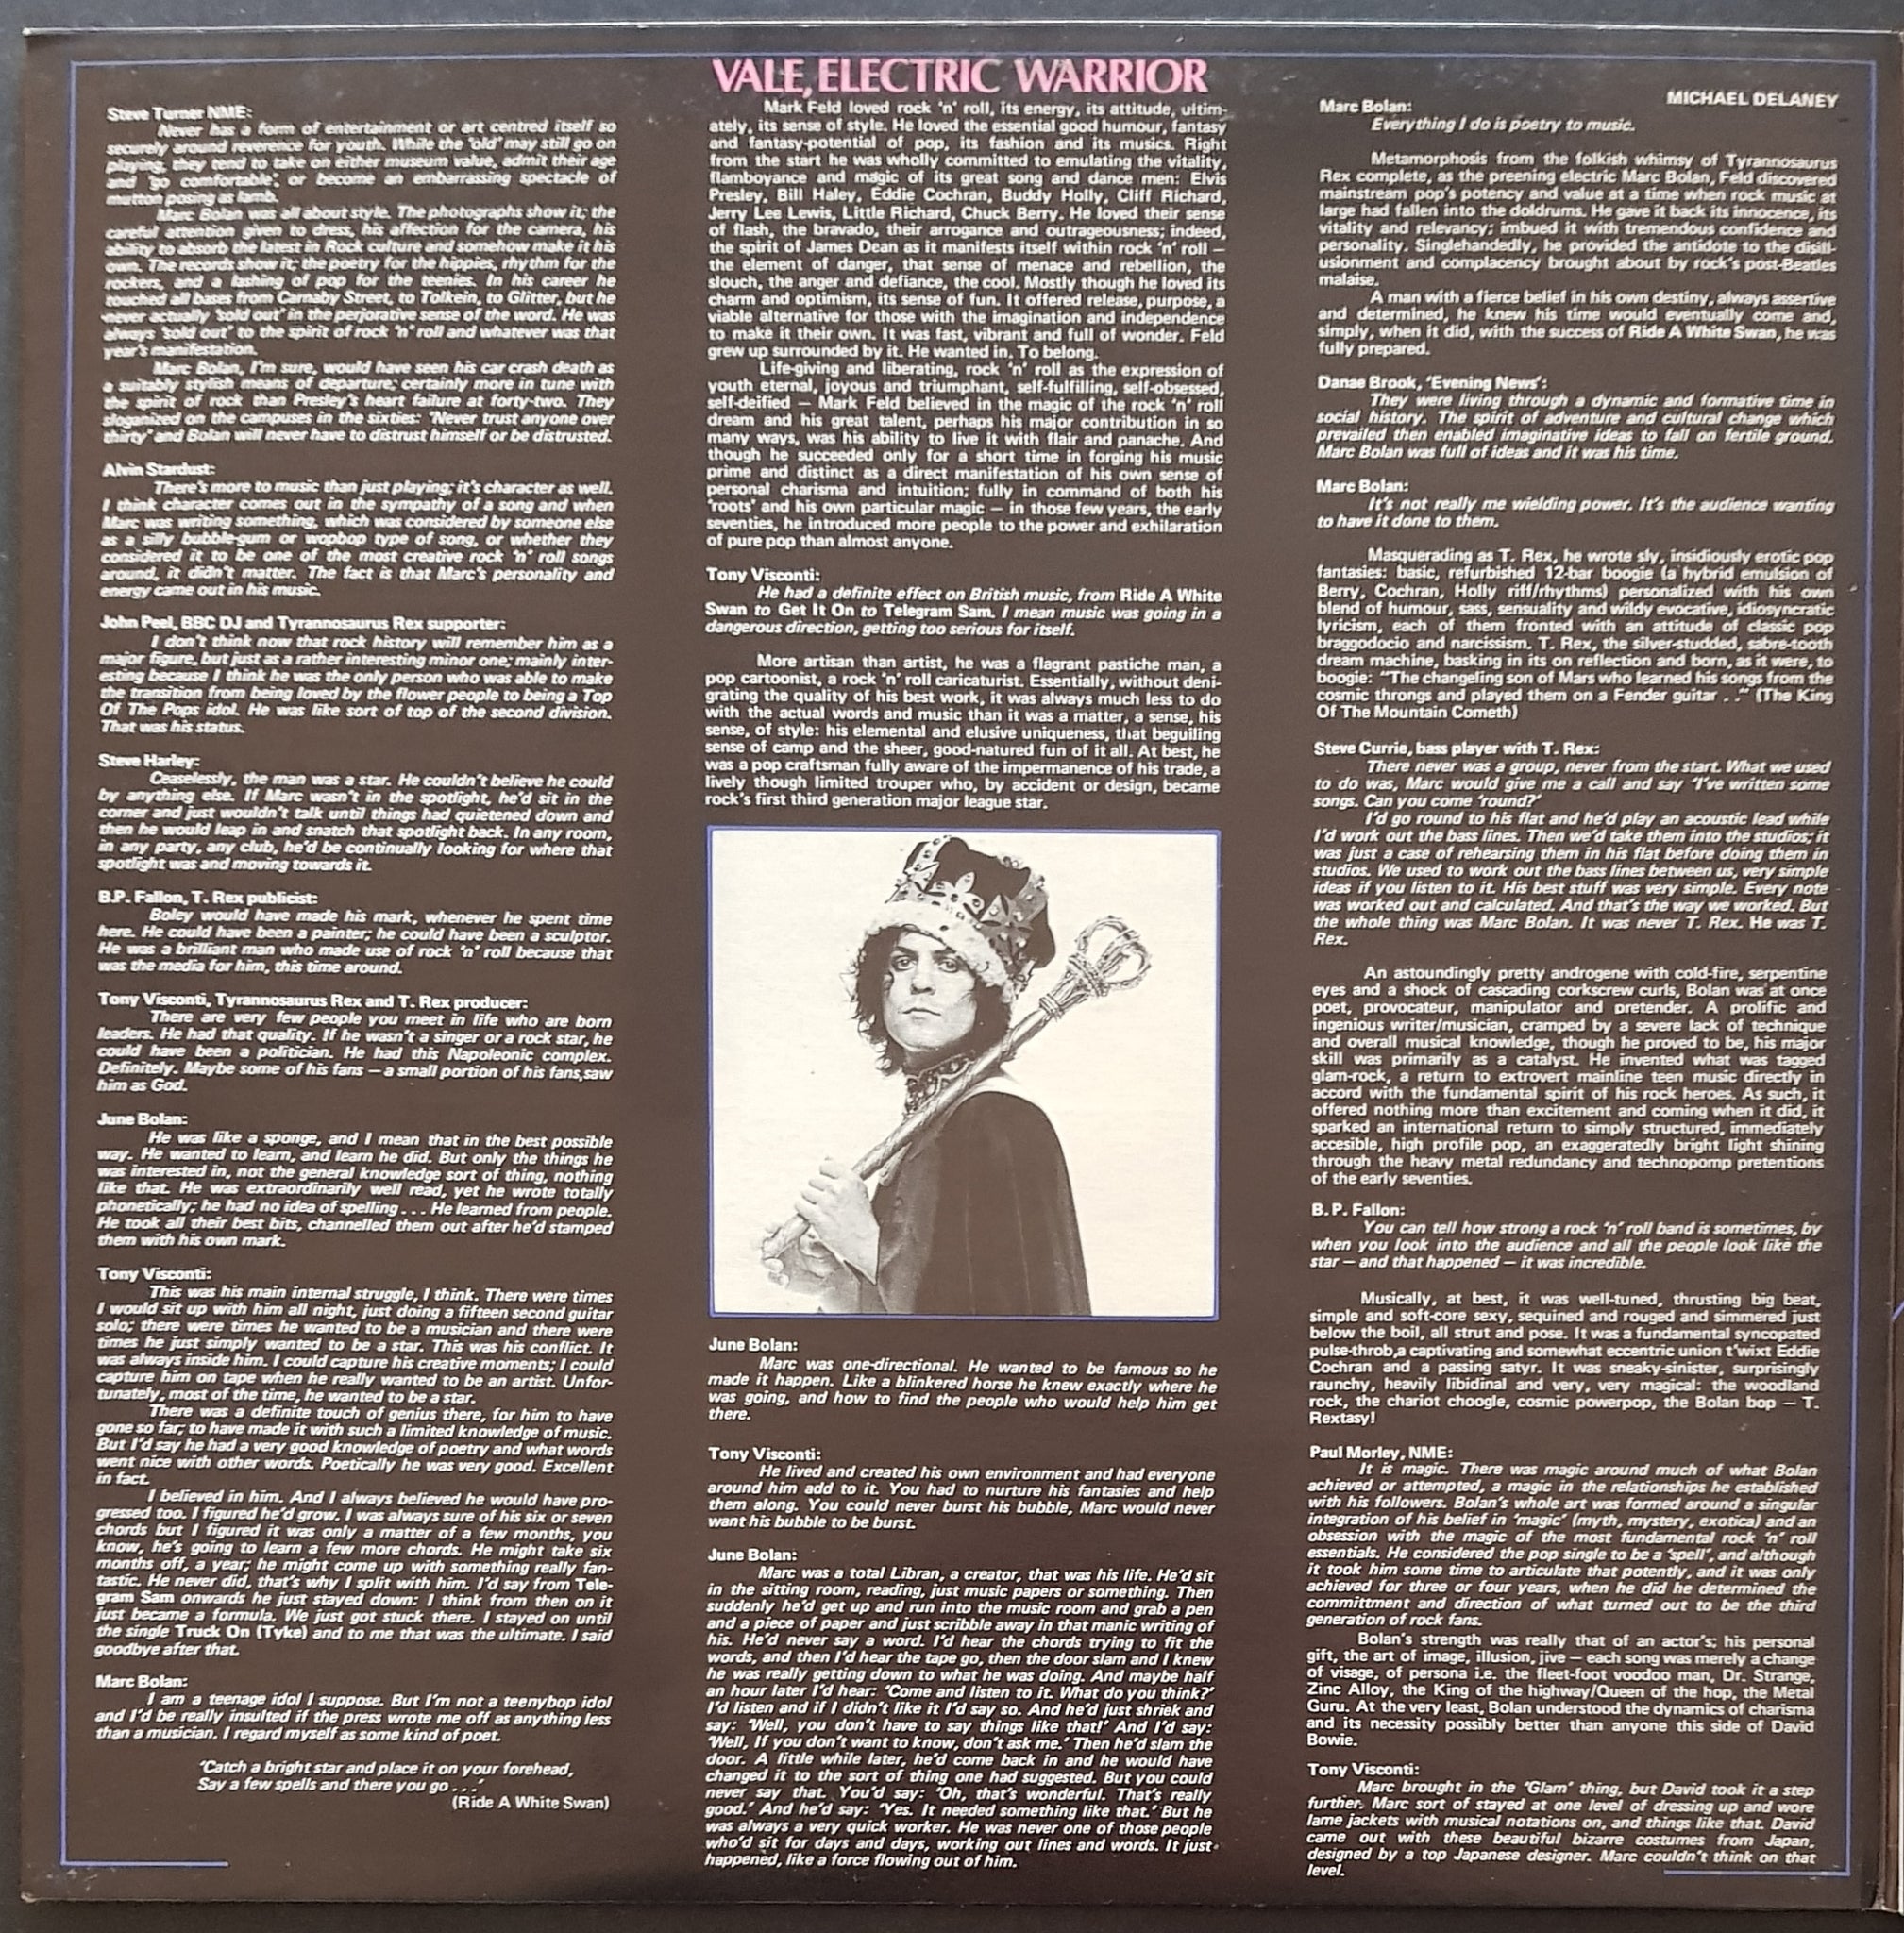 VALE, ELECTRIC WARRIOR
MICHAEL DELANEY
Steve Turner NME:
Never has a form of entertainment or art centred itself so
securely around reverence for youth. While the 'old' may still go on
playing, they tend to take on either museum value, admit their age
and 'go comfortable', or become an embarrassing spectacle of
mutton posing as lamb.
Marc Bolan was all about style. The photographs show it; the
careful attention given to dress, his affection for the camera, his
ability to absorb the latest in Rock culture and somehow make it his
own. The records show it; the poetry for the hippies, rhythm for the
rockers, and a lashing of pop for the teenies. In his career he
touched all bases from Carnaby Street, to Tolkein, to Glitter, but he
never actually 'sold out' in the perjorative sense of the word. He was
always 'sold out' to the spirit of rock 'n' roll and whatever was that
year's manifestation.
Marc Bolan, I'm sure, would have seen his car crash death as
a suitably stylish means of departure; certainly more in tune with
the spirit of rock than Presley's heart failure at forty-two. They
sloganized on the campuses in the sixties: 'Never trust anyone over
thirty' and Bolan will never have to distrust himself or be distrusted.
Alvin Stardust:
There's more to music than just playing; it's character as well.
I think character comes out in the sympathy of a song and when
Marc was writing something, which was considered by someone else
as a silly bubble-gum or wopbop type of song, or whether they
considered it to be one of the most creative rock 'n' roll songs
around, it didn't matter. The fact is that Marc's personality and
energy came out in his music.
John Peel, BBC DJ and Tyrannosaurus Rex supporter:
I don't think now that rock history will remember him as a
major figure, but just as a rather interesting minor one; mainly inter-
esting because I think he was the only person who was able to make
the transition from being loved by the flower people to being a Top
Of The Pops idol. He was like sort of top of the second division.
That was his status.
Steve Harley:
Ceaselessly, the man was a star. He couldn't believe he could
by anything else. If Marc wasn't in the spotlight, he'd sit in the
corner and just wouldn't talk until things had quietened down and
then he would leap in and snatch that spotlight back. In any room,
in any party, any club, he'd be continually looking for where that
spotlight was and moving towards it.
B.P. Fallon, T. Rex publicist:
Boley would have made his mark, whenever he spent time
here. He could have been a painter; he could have been a sculptor.
He was a brilliant man who made use of rock 'n' roll because that
was the media for him, this time around.
Tony Visconti, Tyrannosaurus Rex and T. Rex producer:
There are very few people you meet in life who are born
leaders. He had that quality. If he wasn't a singer or a rock star, he
could have been a politician. He had this Napoleonic complex.
Definitely. Maybe some of his fans — a small portion of his fans,saw
him as God.
June Bolan:
He was like a sponge, and I mean that in the best possible
way. He wanted to learn, and learn he did. But only the things he
was interested in, not the general knowledge sort of thing, nothing
like that. He was extraordinarily well read, yet he wrote totally
phonetically; he had no idea of spelling . . . He learned from people.
He took all their best bits, channelled them out after he'd stamped
them with his own mark.
Tony Visconti:
This was his main internal struggle, I think. There were times
I would sit up with him all night, just doing a fifteen second guitar
solo; there were times he wanted to be a musician and there were
times he just simply wanted to be a star. This was his conflict. It
was always inside him. I could capture his creative moments; I could
capture him on tape when he really wanted to be an artist. Unfor-
tunately, most of the time, he wanted to be a star.
There was a definite touch of genius there, for him to have
gone so far; to have made it with such a limited knowledge of music.
But I'd say he had a very good knowledge of poetry and what words
went nice with other words. Poetically he was very good. Excellent
in fact.
I believed in him. And I always believed he would have pro-
gressed too. I figured he'd grow. I was always sure of his six or seven
chords but I figured it was only a matter of a few months, you
know, he's going to learn a few more chords. He might take six
months off, a year; he might come up with something really fan-
tastic. He never did, that's why I split with him. I'd say from Tele-
gram Sam onwards he just stayed down: I think from then on it
just became a formula. We just got stuck there. I stayed on until
the single Truck On (Tyke) and to me that was the ultimate. I said
goodbye after that.
Marc Bolan:
I am a teenage idol I suppose. But I'm not a teenybop idol
and I'd be really insulted if the press wrote me off as anything less
than a musician. I regard myself as some kind of poet.
'Catch a bright star and place it on your forehead,
Say a few spells and there you go . . .'
(Ride A White Swan)
Mark Feld loved rock 'n' roll, its energy, its attitude, ultim-
ately, its sense of style. He loved the essential good humour, fantasy
and fantasy-potential of pop, its fashion and its musics. Right
from the start he was wholly committed to emulating the vitality,
flamboyance and magic of its great song and dance men: Elvis
Presley, Bill Haley, Eddie Cochran, Buddy Holly, Cliff Richard,
Jerry Lee Lewis, Little Richard, Chuck Berry. He loved their sense
of flash, the bravado, their arrogance and outrageousness; indeed,
the spirit of James Dean as it manifests itself within rock 'n' roll —
the element of danger, that sense of menace and rebellion, the
slouch, the anger and defiance, the cool. Mostly though he loved its
charm and optimism, its sense of fun. It offered release, purpose, a
viable alternative for those with the imagination and independence
to make it their own. It was fast, vibrant and full of wonder. Feld
grew up surrounded by it. He wanted in. To belong.
Life-giving and liberating, rock 'n' roll as the expression of
youth eternal, joyous and triumphant, self-fulfilling, self-obsessed,
self-deified — Mark Feld believed in the magic of the rock 'n' roll
dream and his great talent, perhaps his major contribution in so
many ways, was his ability to live it with flair and panache. And
though he succeeded only for a short time in forging his music
prime and distinct as a direct manifestation of his own sense of
personal charisma and intuition; fully in command of both his
'roots' and his own particular magic — in those few years, the early
seventies, he introduced more people to the power and exhilaration
of pure pop than almost anyone.
Tony Visconti:
He had a definite effect on British music, from Ride A White
Swan to Get It On to Telegram Sam. I mean music was going in a
dangerous direction, getting too serious for itself.
More artisan than artist, he was a flagrant pastiche man, a
pop cartoonist, a rock 'n' roll caricaturist. Essentially, without deni-
grating the quality of his best work, it was always much less to do
with the actual words and music than it was a matter, a sense, his
sense, of style: his elemental and elusive uniqueness, that beguiling
sense of camp and the sheer, good-natured fun of it all. At best, he
was a pop craftsman fully aware of the impermanence of his trade, a
lively though limited trouper who, by accident or design, became
rock's first third generation major league star.
June Bolan:
Marc was one-directional. He wanted to be famous so he
made it happen. Like a blinkered horse he knew exactly where he
was going, and how to find the people who would help him get
there.
Tony Visconti:
He lived and created his own environment and had everyone
around him add to it. You had to nurture his fantasies and help
them along. You could never burst his bubble, Marc would never
want his bubble to be burst.
June Bolan:
Marc was a total Libran, a creator, that was his life. He'd sit
in the sitting room, reading, just music papers or something. Then
suddenly he'd get up and run into the music room and grab a pen
and a piece of paper and just scribble away in that manic writing of
his. He'd never say a word. I'd hear the chords trying to fit the
words, and then I'd hear the tape go, then the door slam and I knew
he was really getting down to what he was doing. And maybe half
an hour later I'd hear: 'Come and listen to it. What do you think?'
I'd listen and if I didn't like it I'd say so. And he'd just shriek and
say: 'Well, you don't have to say things like that!' And I'd say:
'Well, If you don't want to know, don't ask me.' Then he'd slam the
door. A little while later, he'd come back in and he would have
changed it to the sort of thing one had suggested. But you could
never say that. You'd say: 'Oh, that's wonderful. That's really
good.' And he'd say: 'Yes. It needed something like that.' But he
was always a very quick worker. He was never one of those people
who'd sit for days and days, working out lines and words. It just
happened, like a force flowing out of him.
Marc Bolan:
Everything I do is poetry to music.
Metamorphosis from the folkish whimsy of Tyrannosaurus
Rex complete, as the preening electric Marc Bolan, Feld discovered
mainstream pop's potency and value at a time when rock music at
large had fallen into the doldrums. He gave it back its innocence, its
vitality and relevancy; imbued it with tremendous confidence and
personality. Singlehandedly, he provided the antidote to the disill-
usionment and complacency brought about by rock's post-Beatles
malaise.
A man with a fierce belief in his own destiny, always assertive
and determined, he knew his time would eventually come and,
simply, when it did, with the success of Ride A White Swan, he was
fully prepared.
Danae Brook, 'Evening News':
They were living through a dynamic and formative time in
social history. The spirit of adventure and cultural change which
prevailed then enabled imaginative ideas to fall on fertile ground.
Marc Bolan was full of ideas and it was his time.
Marc Bolan:
It's not really me wielding power. It's the audience wanting
to have it done to them.
Masquerading as T. Rex, he wrote sly, insidiously erotic pop
fantasies: basic, refurbished 12-bar boogie (a hybrid emulsion of
Berry, Cochran, Holly riff/rhythms) personalized with his own
blend of humour, sass, sensuality and wildy evocative, idiosyncratic
lyricism, each of them fronted with an attitude of classic pop
braggodocio and narcissism. T. Rex, the silver-studded, sabre-tooth
dream machine, basking in its on reflection and born, as it were, to
boogie: "The changeling son of Mars who learned his songs from the
cosmic throngs and played them on a Fender guitar . ." (The King
Of The Mountain Cometh)
Steve Currie, bass player with T. Rex:
There never was a group, never from the start. What we used
to do was, Marc would give me a call and say 'I've written some
songs. Can you come 'round?'
I'd go round to his flat and he'd play an acoustic lead while
I'd work out the bass lines. Then we'd take them into the studios; it
was just a case of rehearsing them in his flat before doing them in
studios. We used to work out the bass lines between us, very simple
ideas if you listen to it. His best stuff was very simple. Every note
was worked out and calculated. And that's the way we worked. But
the whole thing was Marc Bolan. It was never T. Rex. He was T.
Rex.
An astoundingly pretty androgene with cold-fire, serpentine
eyes and a shock of cascading corkscrew curls, Bolan was at once
poet, provocateur, manipulator and pretender. A prolific and
ingenious writer/musician, cramped by a severe lack of technique
and overall musical knowledge, though he proved to be, his major
skill was primarily as a catalyst. He invented what was tagged
glam-rock, a return to extrovert mainline teen music directly in
accord with the fundamental spirit of his rock heroes. As such, it
offered nothing more than excitement and coming when it did, it
sparked an international return to simply structured, immediately
accesible, high profile pop, an exaggeratedly bright light shining
through the heavy metal redundancy and technopomp pretentions
of the early seventies.
B.P. Fallon:
You can tell how strong a rock 'n' roll band is sometimes, by
when you look into the audience and all the people look like the
star — and that happened — it was incredible.
Musically, at best, it was well-tuned, thrusting big beat,
simple and soft-core sexy, sequined and rouged and simmered just
below the boil, all strut and pose. It was a fundamental syncopated
pulse-throb,a captivating and somewhat eccentric union t'wixt Eddie
Cochran and a passing satyr. It was sneaky-sinister, surprisingly
raunchy, heavily libidinal and very, very magical: the woodland
rock, the chariot choogle, cosmic powerpop, the Bolan bop — T.
Rextasy!
Paul Morley, NME:
It is magic. There was magic around much of what Bolan
achieved or attempted, a magic in the relationships he established
with his followers. Bolan's whole art was formed around a singular
integration of his belief in 'magic' (myth, mystery, exotica) and an
obsession with the magic of the most fundamental rock 'n' roll
essentials. He considered the pop single to be a 'spell', and although
it took him some time to articulate that potently, and it was only
achieved for three or four years, when he did he determined the
committment and direction of what turned out to be the third
generation of rock fans.
Bolan's strength was really that of an actor's; his personal
gift, the art of image, illusion, jive — each song was merely a change
of visage, of persona i.e. the fleet-foot voodoo man, Dr. Strange,
Zinc Alloy, the King of the highway/Queen of the hop, the Metal
Guru. At the very least, Bolan understood the dynamics of charisma
and its necessity possibly better than anyone this side of David
Bowie.
Tony Visconti:
Marc brought in the 'Glam' thing, but David took it a step
further. Marc sort of stayed at one level of dressing up and wore
lame jackets with musical notations on, and things like that. David
came out with these beautiful bizarre costumes from Japan,
designed by a top Japanese designer. Marc couldn't think on that
level.